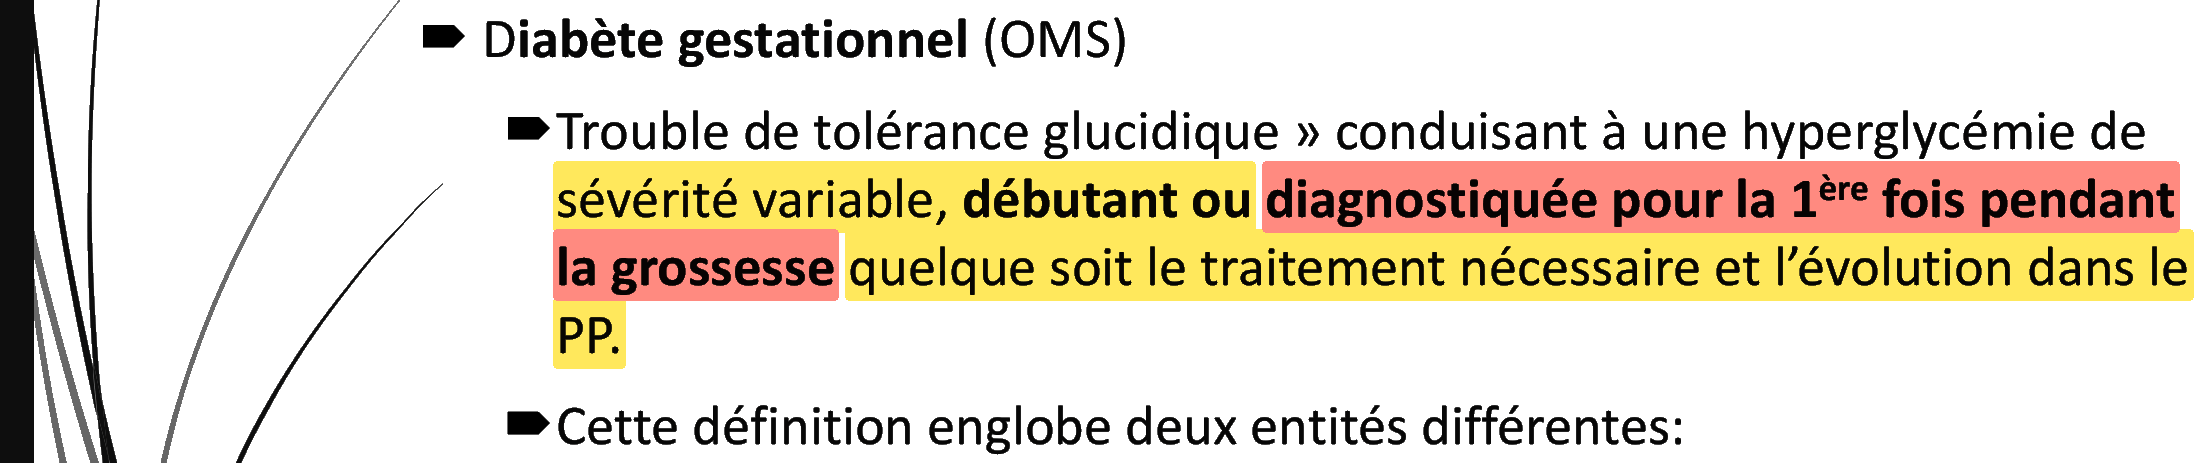 Diabète gestationnel (OMS)
Trouble de tolérance glucidique » conduisant à une hyperglycémie de
sévérité variable, débutant ou diagnostiquée pour la 1ère fois pendant
la grossesse quelque soit le traitement nécessaire et l’évolution dans le
PP.
Cette définition englobe deux entités différentes: